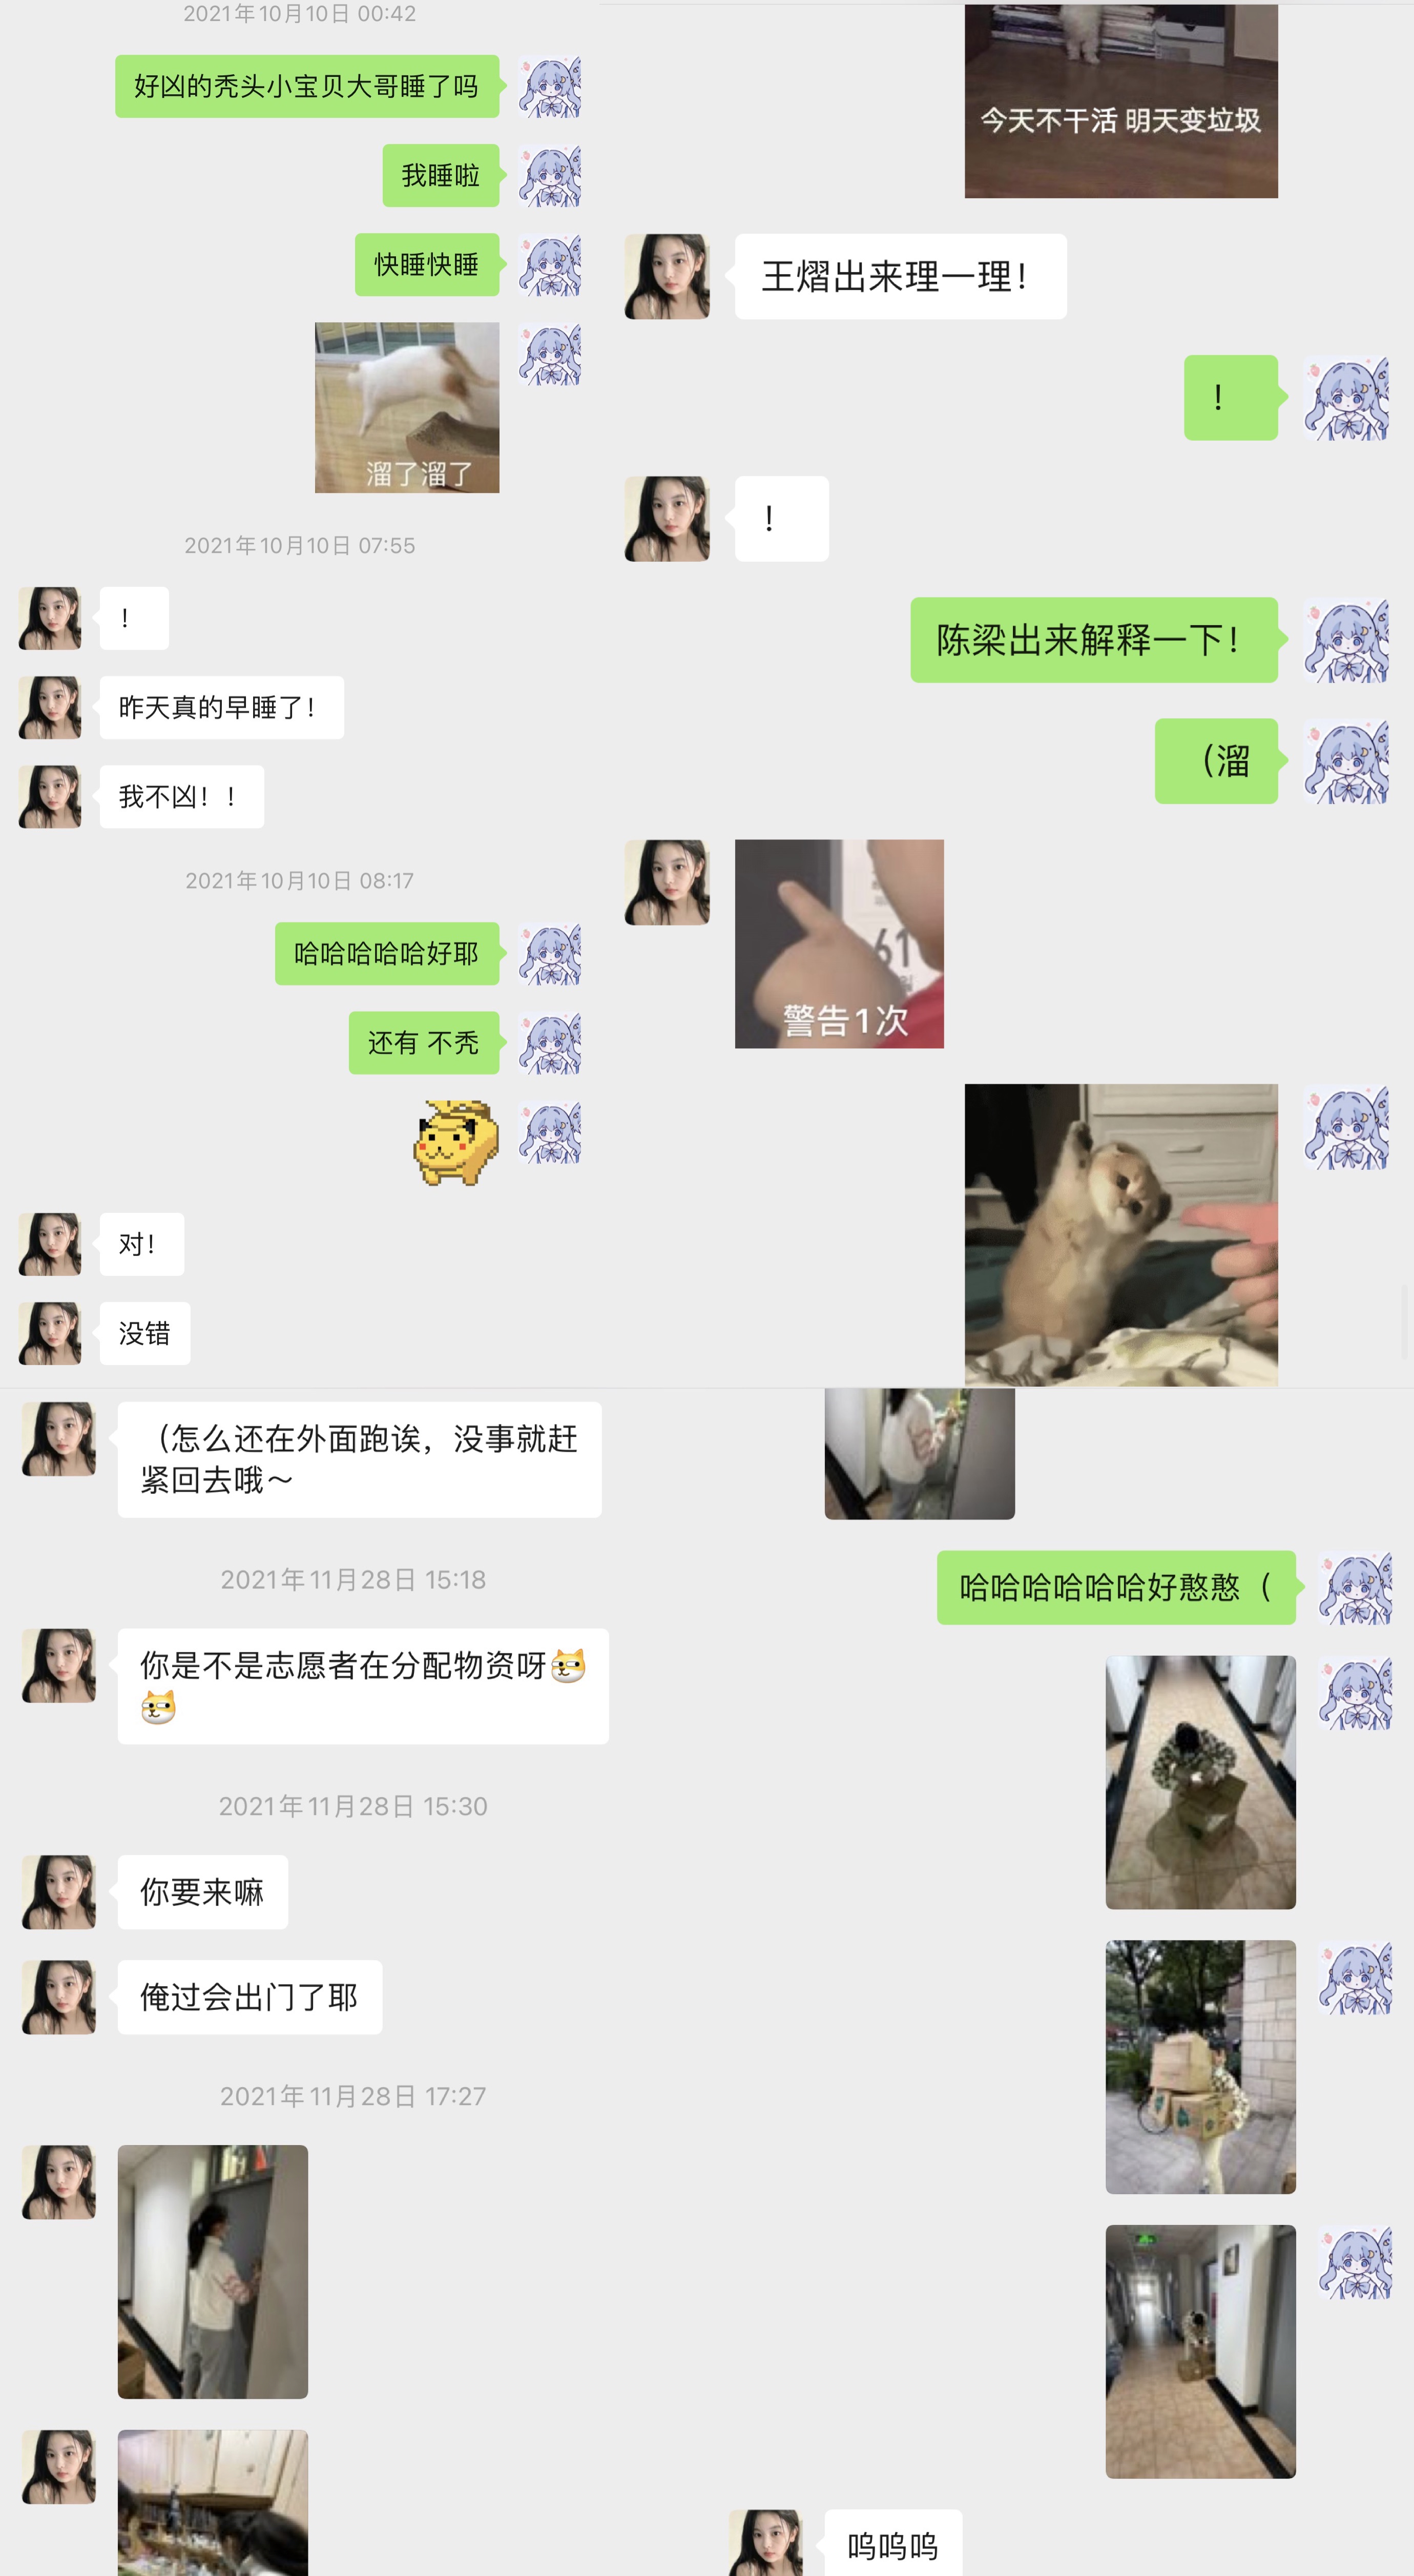 2021年10月10日 00:42
好凶的秃头小宝贝大哥睡了吗
我睡啦
快睡快睡
溜了溜了
2021年10月10日 07:55
！
昨天真的早睡了！
我不凶！！
2021年10月10日 08:17
哈哈哈哈哈好耶
还有 不秃
对！
没错
今天不干活 明天变垃圾
王熠出来理一理！
！
！
陈梁出来解释一下！
（溜
61
警告1次
（怎么还在外面跑诶，没事就赶
紧回去哦～
2021年11月28日 15:18
你是不是志愿者在分配物资呀
2021年11月28日 15:30
你要来嘛
俺过会出门了耶
2021年11月28日 17:27
哈哈哈哈哈哈好憨憨（
呜呜呜